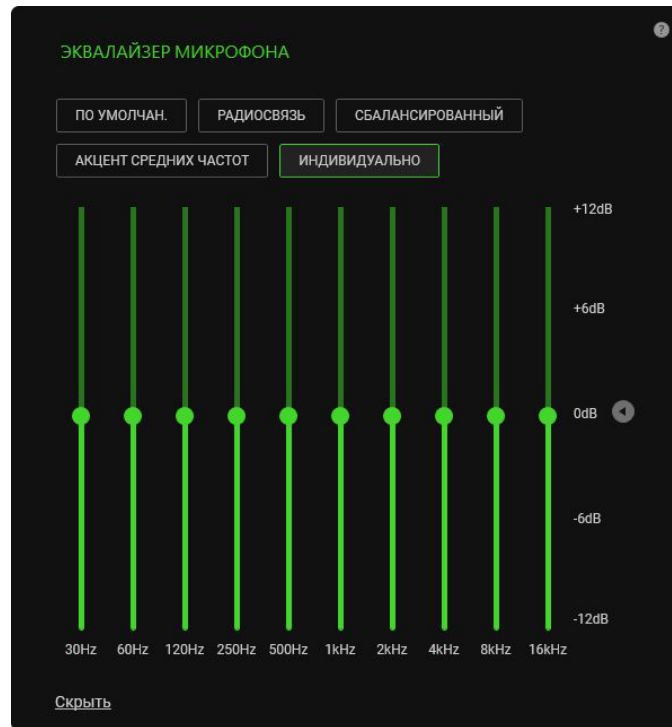 ?
ЭКВАЛАЙЗЕР МИКРОФОНА
ПО УМОЛЧАН. РАДИОСВЯЗЬ СБАЛАНСИРОВАННЫЙ
АКЦЕНТ СРЕДНИХ ЧАСТОТ ИНДИВИДУАЛЬНО
+12dB
+6dB
0dB
-6dB
-12dB
30Hz 60Hz 120Hz 250Hz 500Hz 1kHz 2kHz 4kHz 8kHz 16kHz
Скрыть